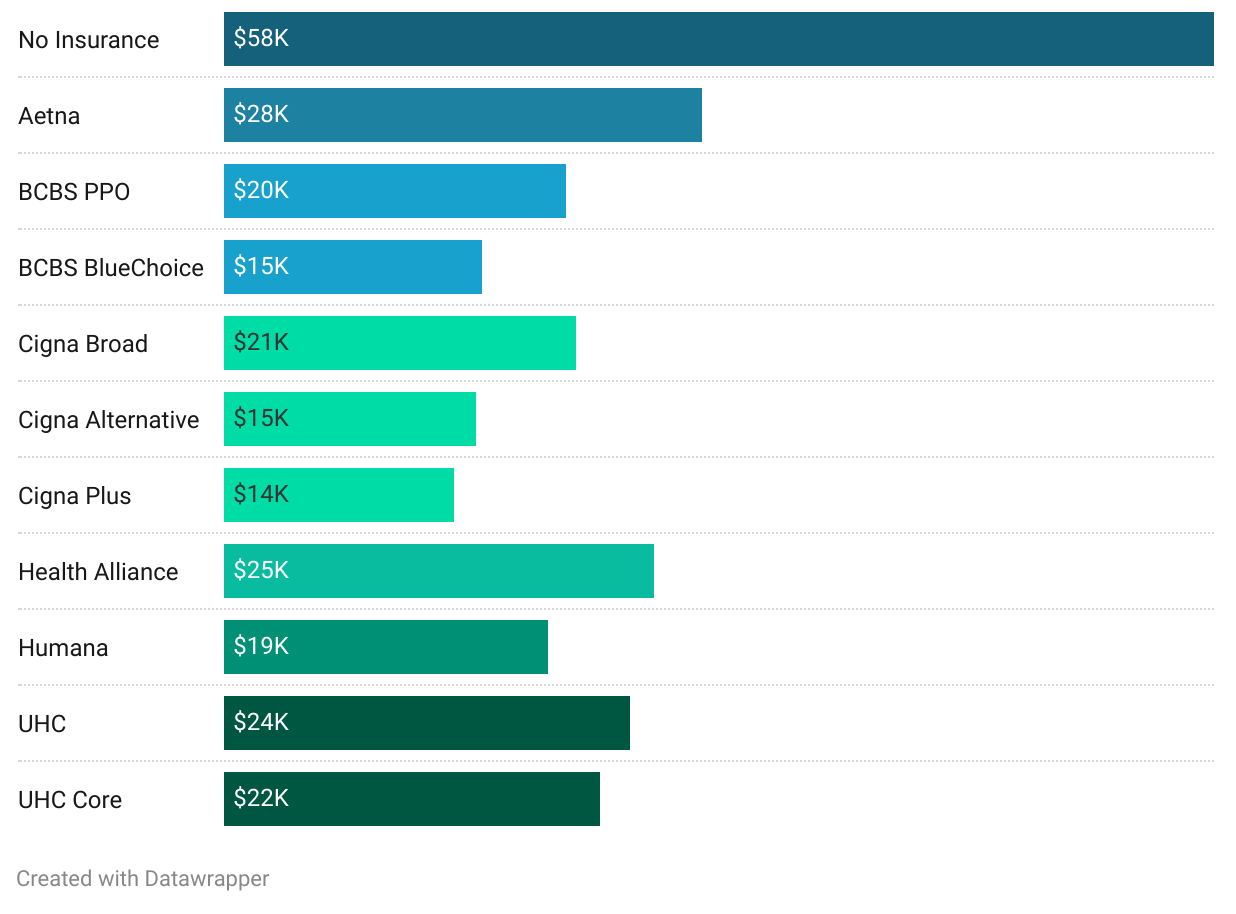 No Insurance $58K
Aetna $28K
BCBS PPO $20K
BCBS BlueChoice $15K
Cigna Broad $21K
Cigna Alternative $15K
Cigna Plus $14K
Health Alliance $25K
Humana $19K
UHC $24K
UHC Core $22K
Created with Datawrapper